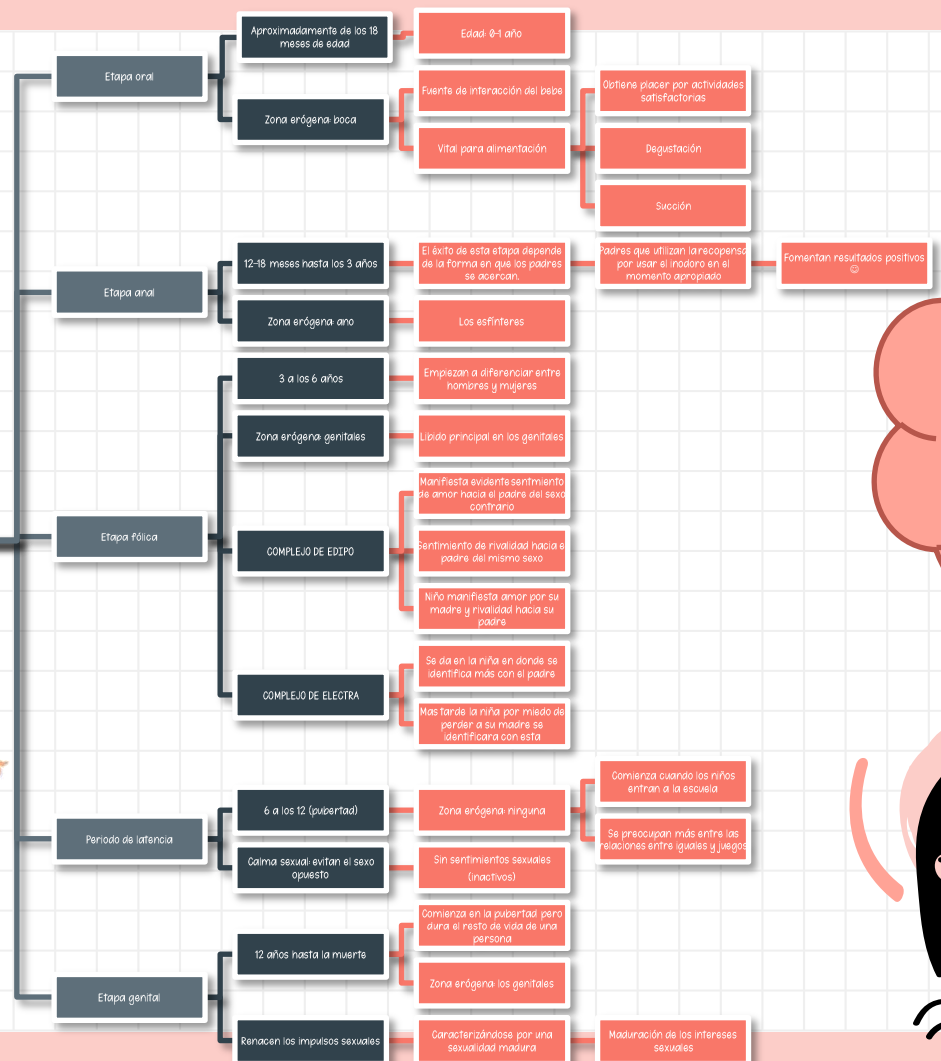 Etapa oral
Aproximadamente de los 18
meses de edad
Edad: 0-1 año
Zona erógena: boca
Fuente de interacción del bebe
Vital para alimentación
Obtiene placer por actividades
satisfactorias
Degustación
Succión
Etapa anal
12-18 meses hasta los 3 años
El éxito de esta etapa depende
de la forma en que los padres
se acercan.
Padres que utilizan la recopensa
por usar el inodoro en el
momento apropiado
Fomentan resultados positivos
☺
Zona erógena: ano
Los esfínteres
Etapa fólica
3 a los 6 años
Empiezan a diferenciar entre
hombres y mujeres
Zona erógena: genitales
Libido principal en los genitales
COMPLEJO DE EDIPO
Manifiesta evidente sentmiento
de amor hacia el padre del sexo
contrario
Sentimiento de rivalidad hacia el
padre del mismo sexo
Niño manifiesta amor por su
madre y rivalidad hacia su
padre
COMPLEJO DE ELECTRA
Se da en la niña en donde se
identifica más con el padre
Mas tarde la niña por miedo de
perder a su madre se
identificara con esta
Periodo de latencia
6 a los 12 (pubertad)
Zona erógena: ninguna
Comienza cuando los niños
entran a la escuela
Se preocupan más entre las
relaciones entre iguales y juegos
Calma sexual: evitan el sexo
opuesto
Sin sentimientos sexuales
(inactivos)
Etapa genital
12 años hasta la muerte
Comienza en la pubertad pero
dura el resto de vida de una
persona
Zona erógena: los genitales
Renacen los impulsos sexuales
Caracterizándose por una
sexualidad madura
Maduración de los intereses
sexuales